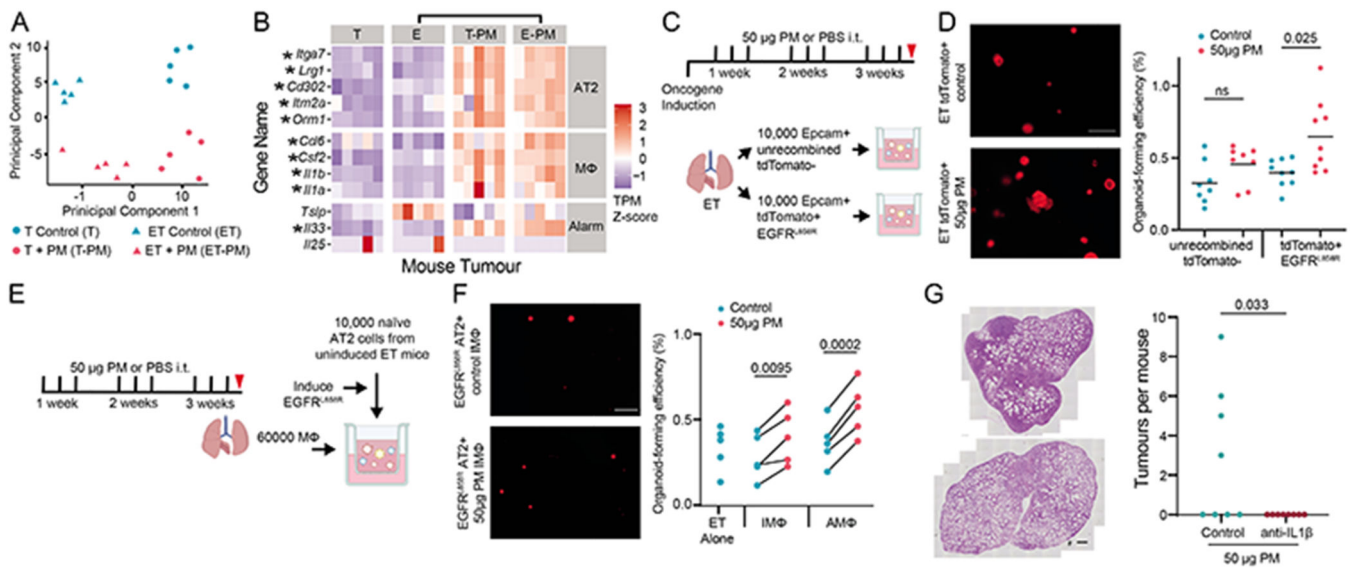 A
Prinicipal Component 2
10
5
0
-5
-1
0
10
Prinicipal Component 1
T Control (T)
ET Control (ET)
T + PM (T-PM)
ET + PM (ET-PM)
B
T
E
T-PM
E-PM
Gene Name
* Itga7
* Lrg1
* Cd302
* Itm2a
* Orm1
AT2
* Ccl6
* Csf2
* Il1b
* Il1a
MΦ
Tslp
* Il33
Il25
Alarm
3
2
1
0
−1
TPM
Z-score
Mouse Tumour
C
50 µg PM or PBS i.t.
1 week
2 weeks
3 weeks
Oncogene
Induction
ET
10,000 Epcam+
unrecombined
tdTomato-
10,000 Epcam+
tdTomato+
EGFRL858R
D
ET tdTomato+
control
ET tdTomato+
50µg PM
Control
50µg PM
Organoid-forming efficiency (%)
1.0
0.5
0.0
ns
0.025
unrecombined
tdTomato-
tdTomato+
EGFRL858R
E
50 µg PM or PBS i.t.
1 week
2 weeks
3 weeks
10,000 naïve
AT2 cells from
uninduced ET mice
Induce
EGFRL858R
60000 MΦ
F
EGFRL858R AT2+
control IMΦ
EGFRL858R AT2+
50µg PM IMΦ
Control
50µg PM
Organoid-forming efficiency (%)
1.0
0.5
0.0
0.0095
0.0002
ET
Alone
IMΦ
AMΦ
G
Tumours per mouse
10
8
6
4
2
0
0.033
Control
anti-IL1β
50 µg PM